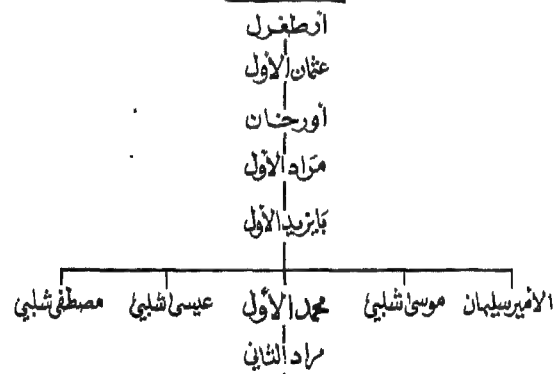 أرطغرل
عثمان الأول
أورخان
مراد الأول
بايزيد الأول
الأمير سليمان موسى شلبي محمد الأول عيسى شلبي مصطفى شلبي
مراد الثاني